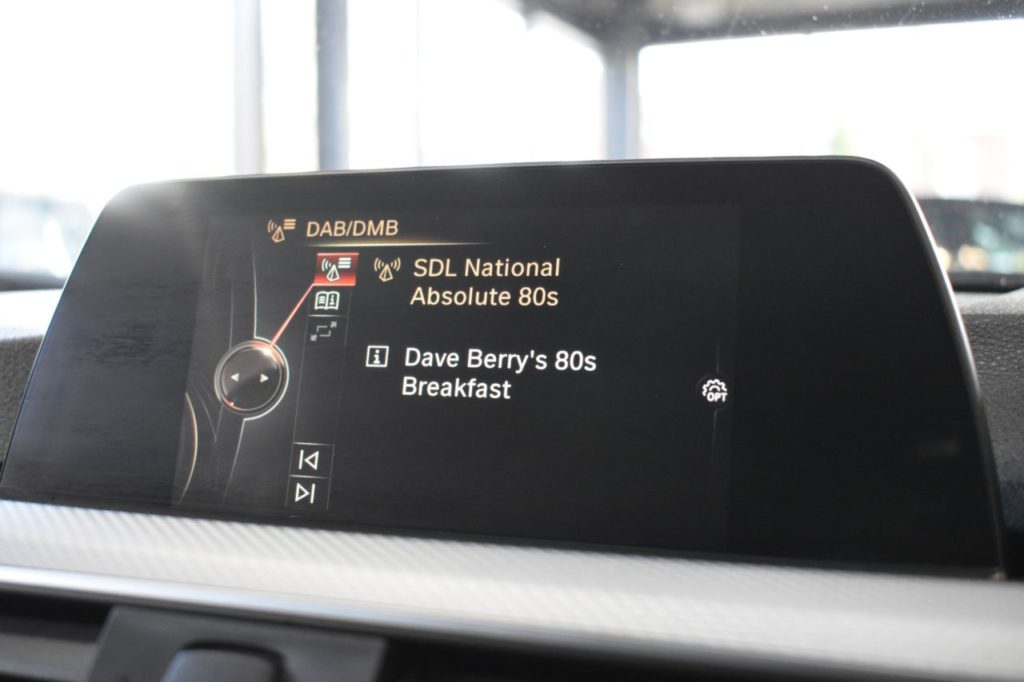 DAB/DMB
SDL National
Absolute 80s
Dave Berry's 80s
Breakfast
OPT